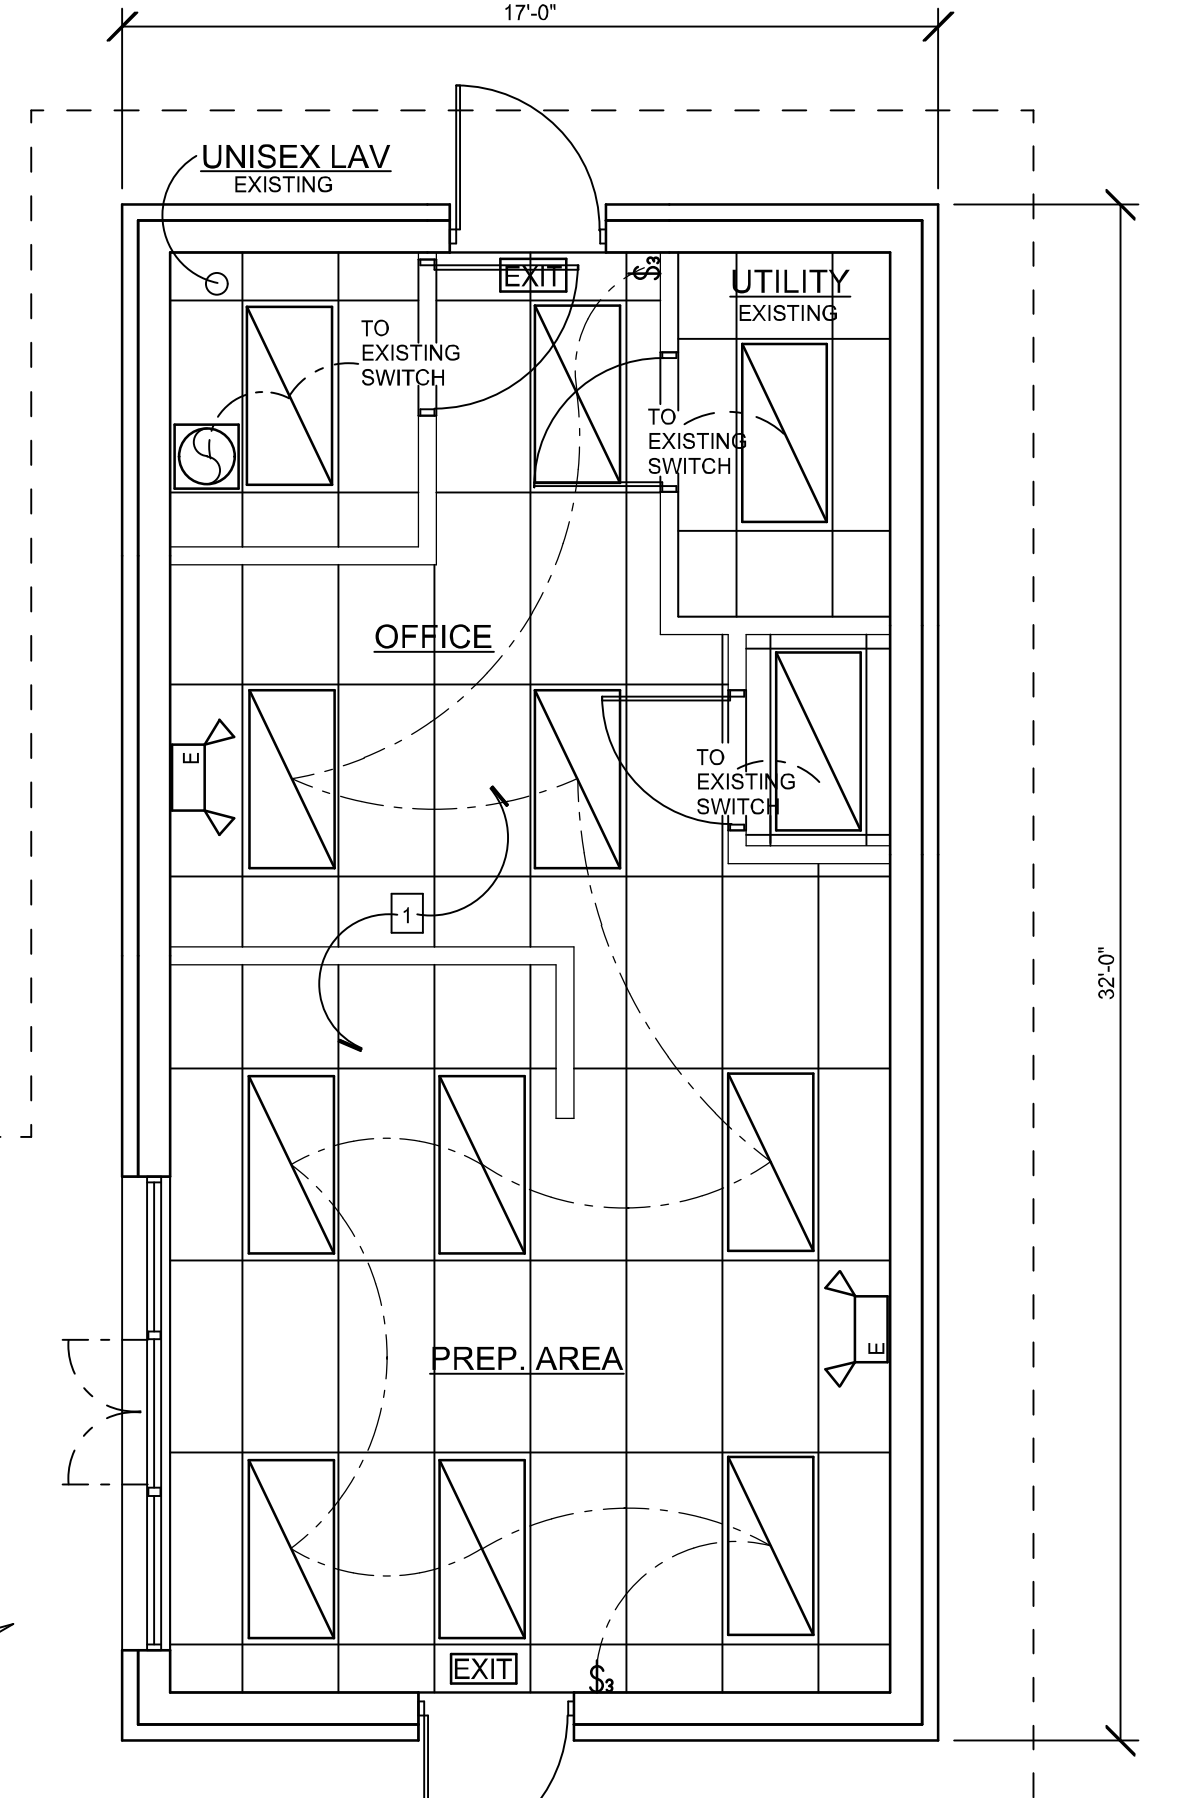 17'-0"
UNISEX LAV
EXISTING
EXIT
$3
UTILITY
EXISTING
TO
EXISTING
SWITCH
TO
EXISTING
SWITCH
OFFICE
E
TO
EXISTING
SWITCH
1
32'-0"
E
PREP. AREA
EXIT
$3